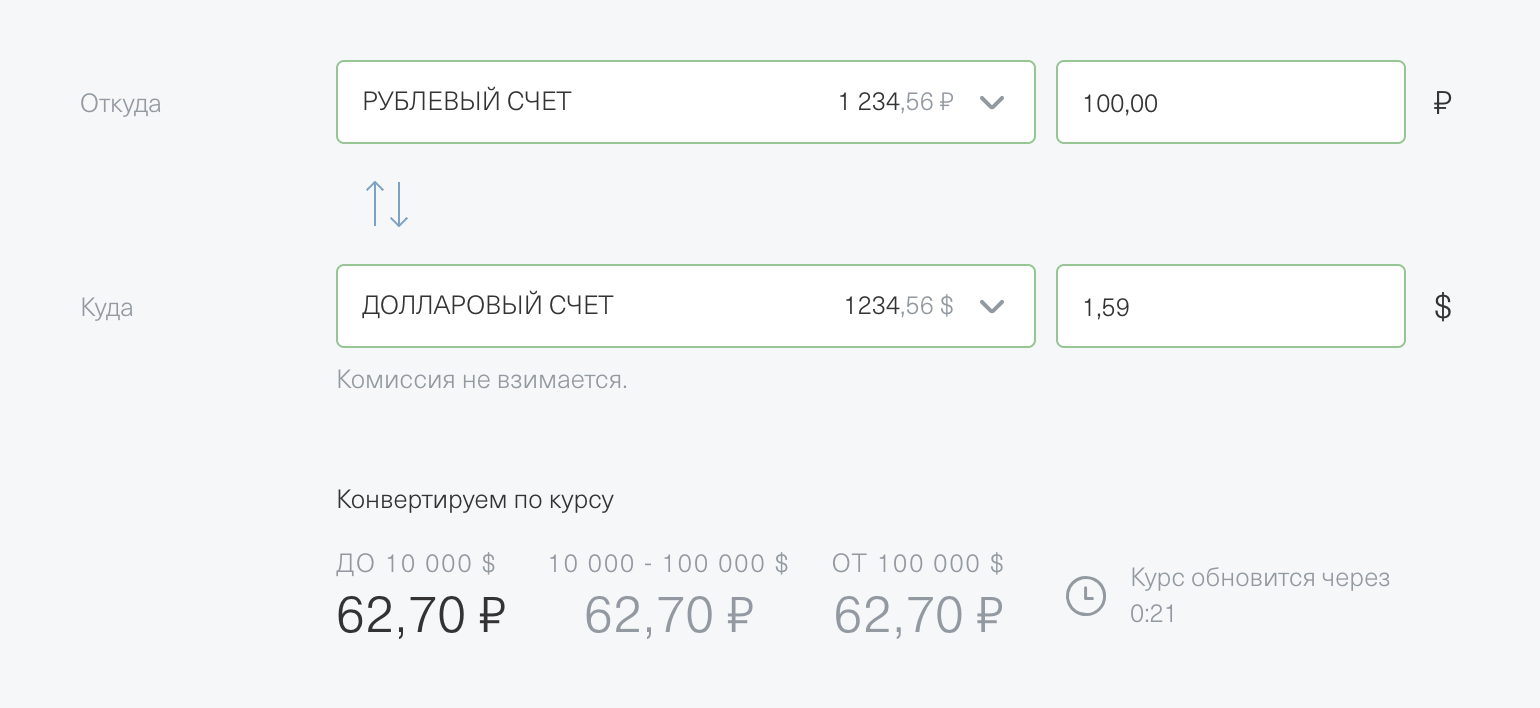 Откуда
РУБЛЕВЫЙ СЧЕТ 1 234,56 ₽
100,00 ₽
Куда
ДОЛЛАРОВЫЙ СЧЕТ 1234,56 $
1,59 $
Комиссия не взимается.
Конвертируем по курсу
ДО 10 000 $ 10 000 - 100 000 $ ОТ 100 000 $
62,70 ₽ 62,70 ₽ 62,70 ₽
Курс обновится через
0:21